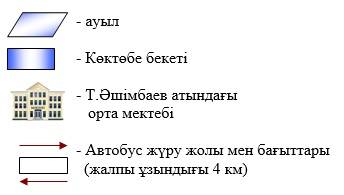 - ауыл
- Көктөбе бекеті
- Т.Әшімбаев атындағы
орта мектебі
- Автобус жүру жолы мен бағыттары
(жалпы ұзындығы 4 км)